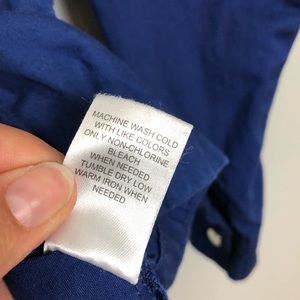 MACHINE WASH COLD
WITH LIKE COLORS
ONLY NON-CHLORINE
BLEACH
WHEN NEEDED
TUMBLE DRY LOW
WARM IRON WHEN
NEEDED